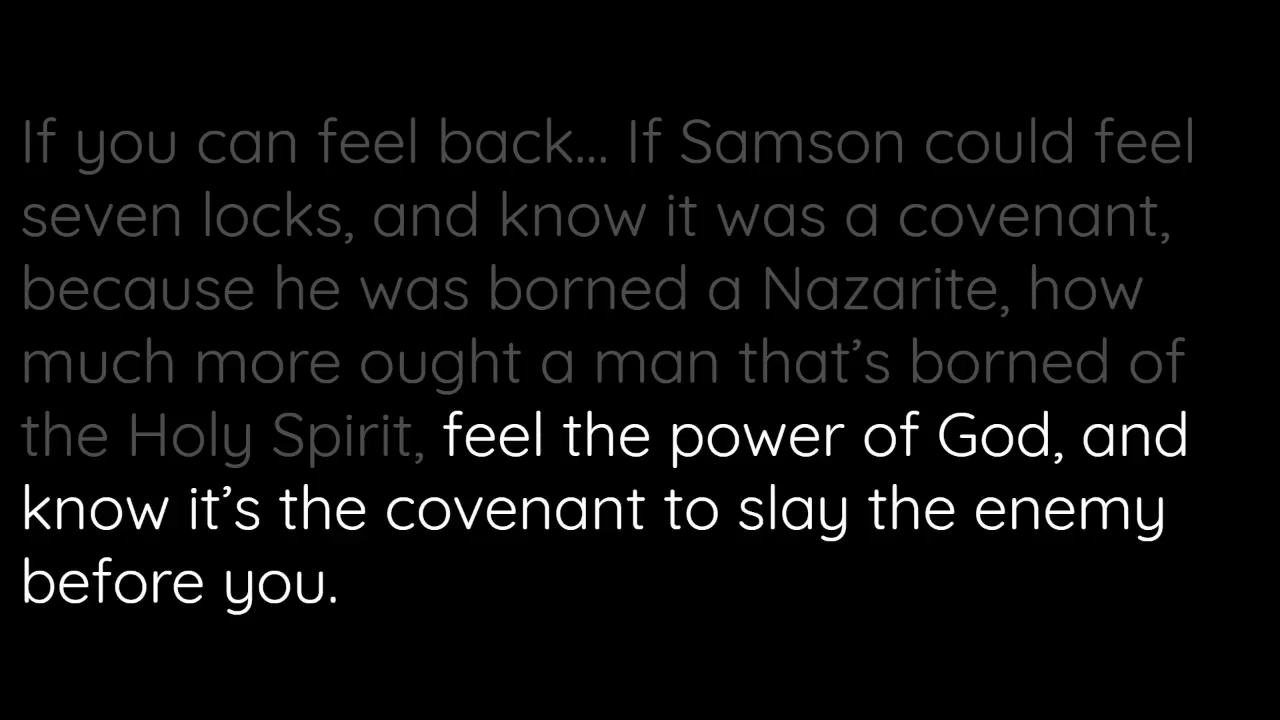 If you can feel back... If Samson could feel
seven locks, and know it was a covenant,
because he was borned a Nazarite, how
much more ought a man that’s borned of
the Holy Spirit, feel the power of God, and
know it’s the covenant to slay the enemy
before you.